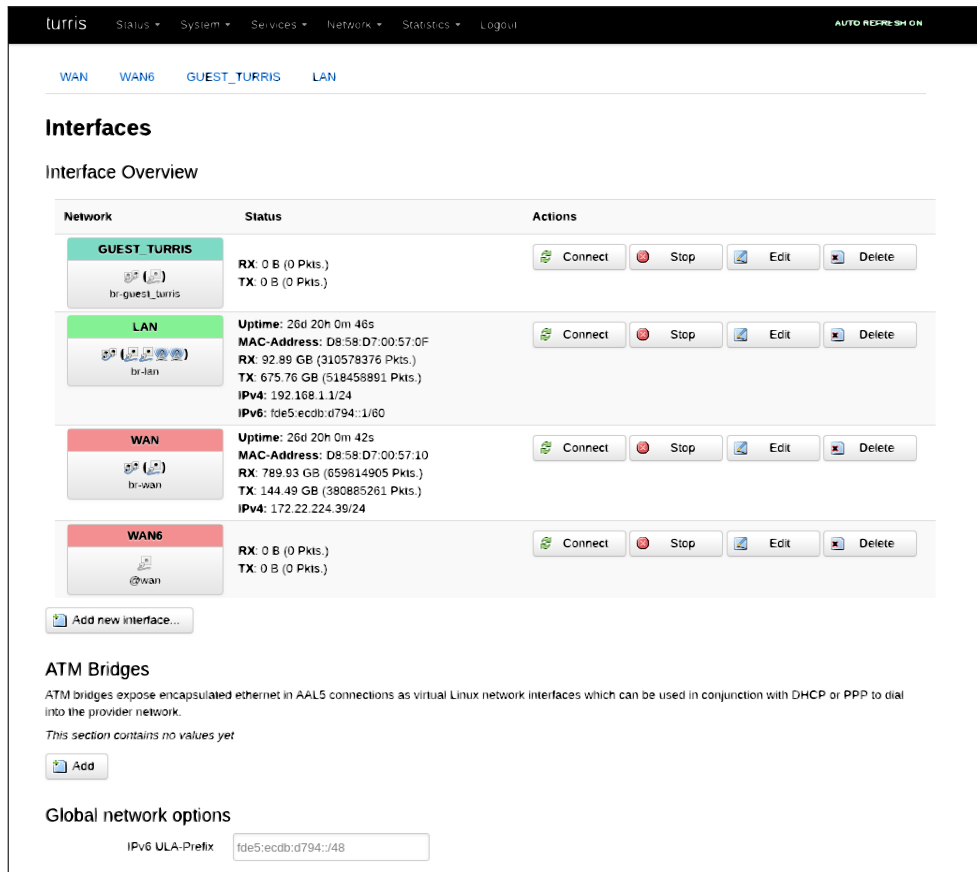 turris Status System Services Network Statistics Logout AUTO REFRESH ON
WAN WAN6 GUEST_TURRIS LAN
Interfaces
Interface Overview
Network Status Actions
GUEST_TURRIS
br-guest_turris
RX: 0 B (0 Pkts.)
TX: 0 B (0 Pkts.)
Connect Stop Edit Delete
LAN
br-lan
Uptime: 26d 20h 0m 46s
MAC-Address: D8:58:D7:00:57:0F
RX: 92.89 GB (310578376 Pkts.)
TX: 675.76 GB (518458891 Pkts.)
IPv4: 192.168.1.1/24
IPv6: fde5:ecdb:d794::1/60
Connect Stop Edit Delete
WAN
br-wan
Uptime: 26d 20h 0m 42s
MAC-Address: D8:58:D7:00:57:10
RX: 789.93 GB (659814905 Pkts.)
TX: 144.49 GB (380885261 Pkts.)
IPv4: 172.22.224.39/24
Connect Stop Edit Delete
WAN6
@wan
RX: 0 B (0 Pkts.)
TX: 0 B (0 Pkts.)
Connect Stop Edit Delete
Add new interface...
ATM Bridges
ATM bridges expose encapsulated ethernet in AAL5 connections as virtual Linux network interfaces which can be used in conjunction with DHCP or PPP to dial
into the provider network.
This section contains no values yet
Add
Global network options
IPv6 ULA-Prefix fde5:ecdb:d794::/48